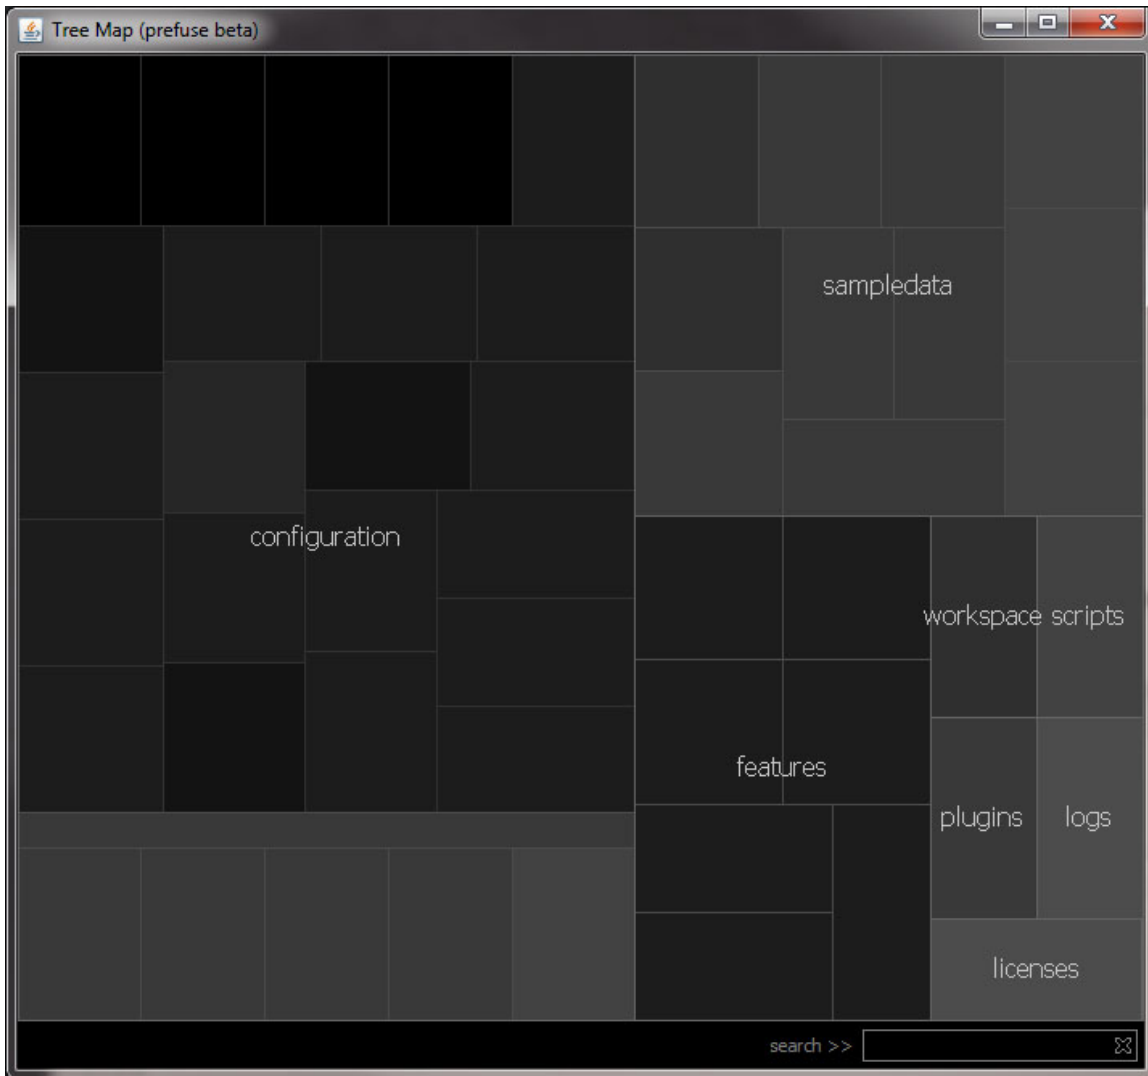 Tree Map (prefuse beta)
sampledata
configuration
workspace scripts
features
plugins logs
licenses
search >>